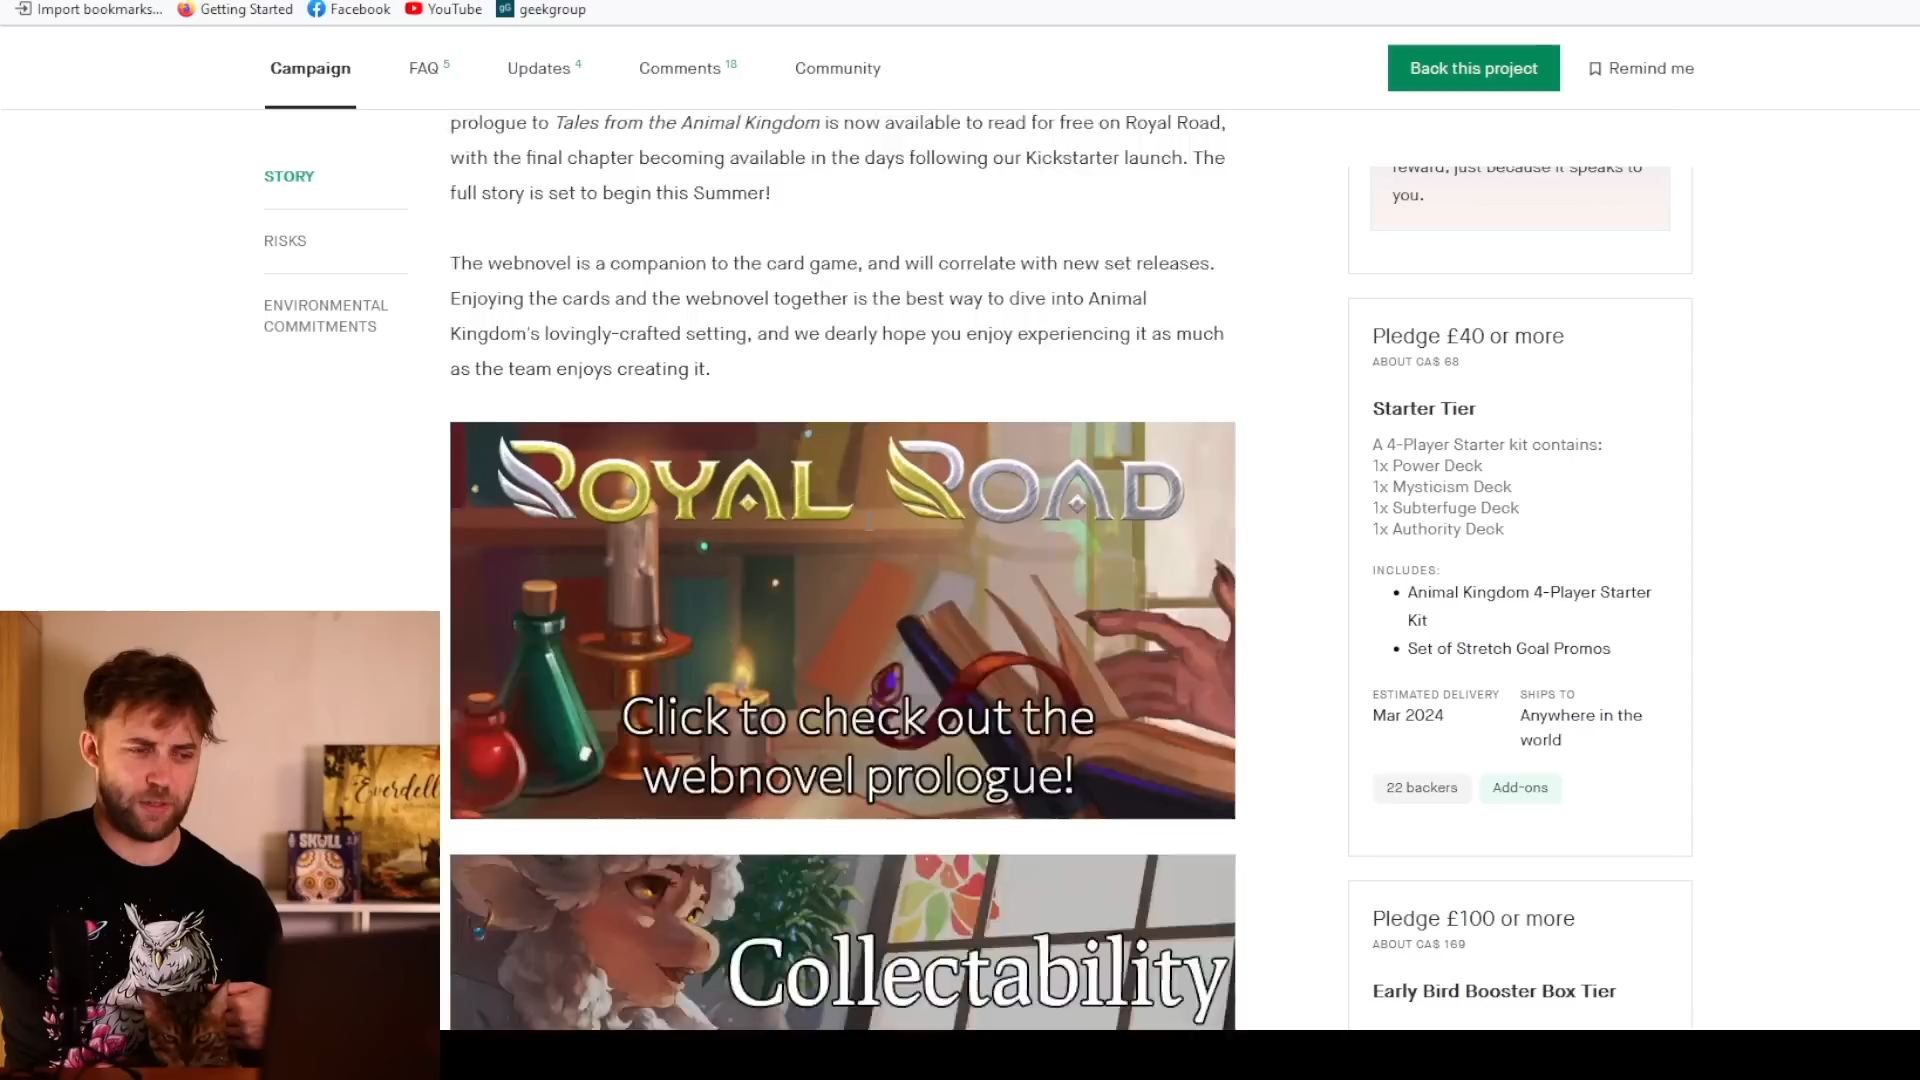 Import bookmarks...
Getting Started
Facebook
YouTube
gG geekgroup
Campaign
FAQ 5
Updates 4
Comments 18
Community
Back this project
Remind me
STORY
RISKS
ENVIRONMENTAL
COMMITMENTS
prologue to Tales from the Animal Kingdom is now available to read for free on Royal Road,
with the final chapter becoming available in the days following our Kickstarter launch. The
full story is set to begin this Summer!
The webnovel is a companion to the card game, and will correlate with new set releases.
Enjoying the cards and the webnovel together is the best way to dive into Animal
Kingdom's lovingly-crafted setting, and we dearly hope you enjoy experiencing it as much
as the team enjoys creating it.
ROYAL ROAD
Click to check out the
webnovel prologue!
Collectability
reward, just because it speaks to
you.
Pledge £40 or more
ABOUT CA$ 68
Starter Tier
A 4-Player Starter kit contains:
1x Power Deck
1x Mysticism Deck
1x Subterfuge Deck
1x Authority Deck
INCLUDES:
• Animal Kingdom 4-Player Starter
Kit
• Set of Stretch Goal Promos
ESTIMATED DELIVERY
Mar 2024
SHIPS TO
Anywhere in the
world
22 backers
Add-ons
Pledge £100 or more
ABOUT CA$ 169
Early Bird Booster Box Tier
Everdell
SKULL